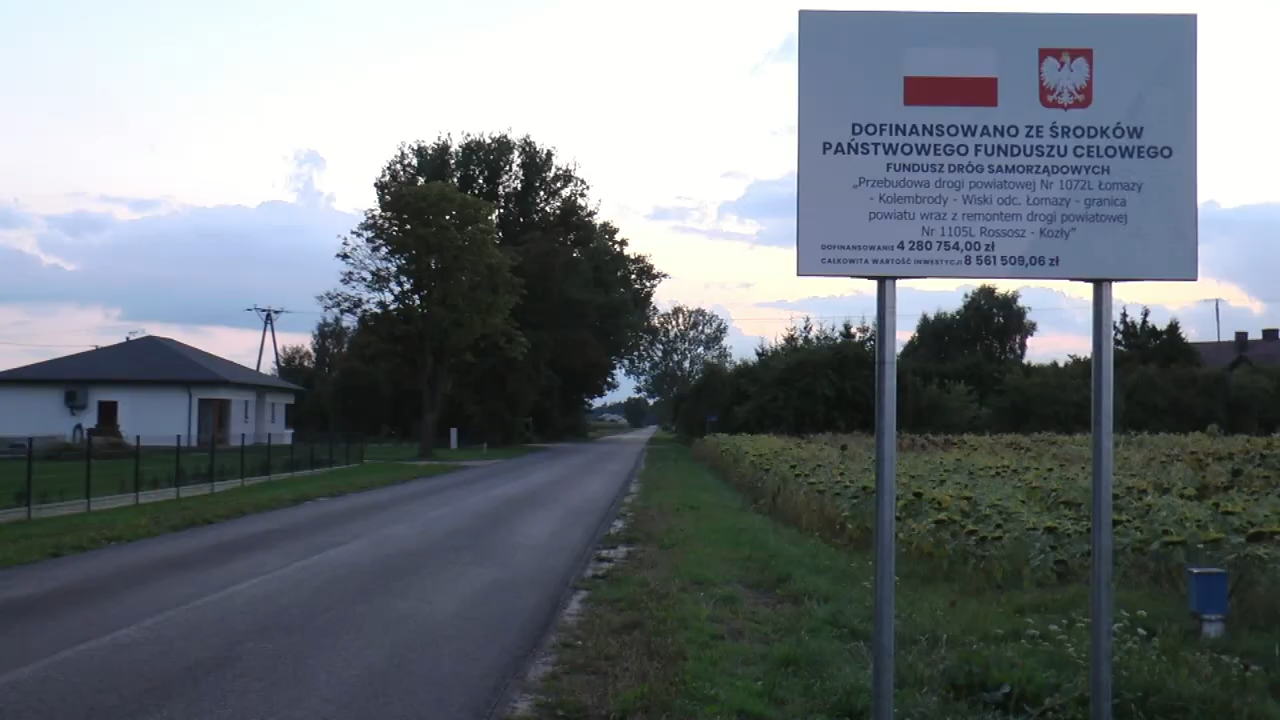 DOFINANSOWANO ZE ŚRODKÓW
PAŃSTWOWEGO FUNDUSZU CELOWEGO
FUNDUSZ DRÓG SAMORZĄDOWYCH
„Przebudowa drogi powiatowej Nr 1072L Łomazy
- Kolembrody - Wiski odc. Łomazy - granica
powiatu wraz z remontem drogi powiatowej
Nr 1105L Rossosz - Kozły”
DOFINANSOWANIE 4 280 754,00 zł
CAŁKOWITA WARTOŚĆ INWESTYCJI 8 561 509,06 zł